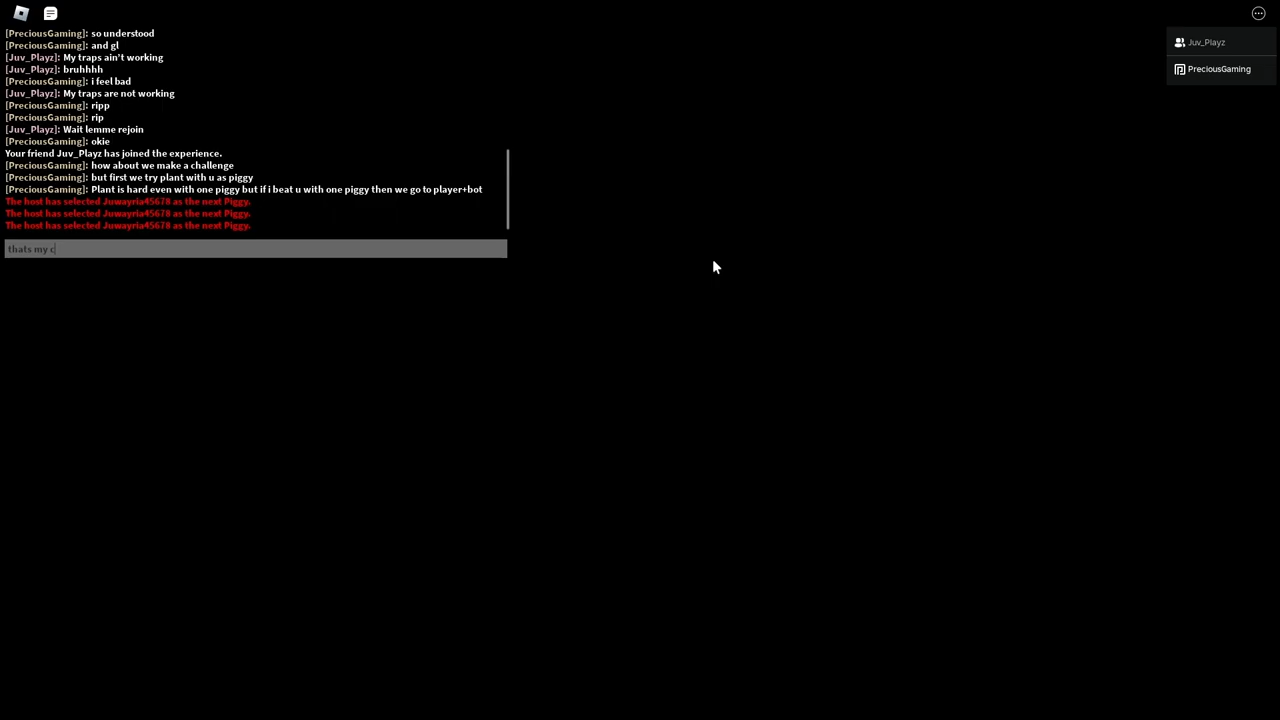 [PreciousGaming]: so understood
[PreciousGaming]: and gl
[Juv_Playz]: My traps ain't working
[Juv_Playz]: bruhhhh
[PreciousGaming]: i feel bad
[Juv_Playz]: My traps are not working
[PreciousGaming]: ripp
[PreciousGaming]: rip
[Juv_Playz]: Wait lemme rejoin
[PreciousGaming]: okie
Your friend Juv_Playz has joined the experience.
[PreciousGaming]: how about we make a challenge
[PreciousGaming]: but first we try plant with u as piggy
[PreciousGaming]: Plant is hard even with one piggy but if i beat u with one piggy then we go to player+bot
The host has selected Juwayria45678 as the next Piggy.
The host has selected Juwayria45678 as the next Piggy.
The host has selected Juwayria45678 as the next Piggy.
thats my c
Juv_Playz
PreciousGaming